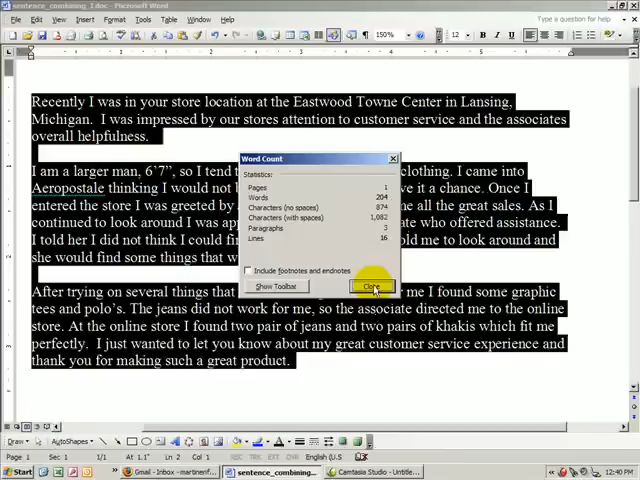 sentence_combining_I.doc - Microsoft Word
File Edit View Insert Format Tools Table Window Help
Type a question for help
150% 12 B I U
1 2 3 4 5
Recently I was in your store location at the Eastwood Towne Center in Lansing,
Michigan. I was impressed by our stores attention to customer service and the associates
overall helpfulness.
I am a larger man, 6'7", so I tend clothing. I came into
Aeropostale thinking I would not ve it a chance. Once I
entered the store I was greeted by me all the great sales. As I
continued to look around I was ap ate who offered assistance.
I told her I did not think I could fi old me to look around and
she would find some things that w
After trying on several things that r me I found some graphic
tees and polo's. The jeans did not work for me, so the associate directed me to the online
store. At the online store I found two pair of jeans and two pairs of khakis which fit me
perfectly. I just wanted to let you know about my great customer service experience and
thank you for making such a great product.
Word Count
Statistics:
Pages 1
Words 204
Characters (no spaces) 874
Characters (with spaces) 1,082
Paragraphs 3
Lines 16
Include footnotes and endnotes
Show Toolbar Close
Draw AutoShapes
Page 1 Sec 1 1/1 At 1.1" Ln 2 Col 1 REC TRK EXT OVR English (U.S
Start Gmail - Inbox - martinenf... sentence_combining... Camtasia Studio - Untitle... 12:40 PM